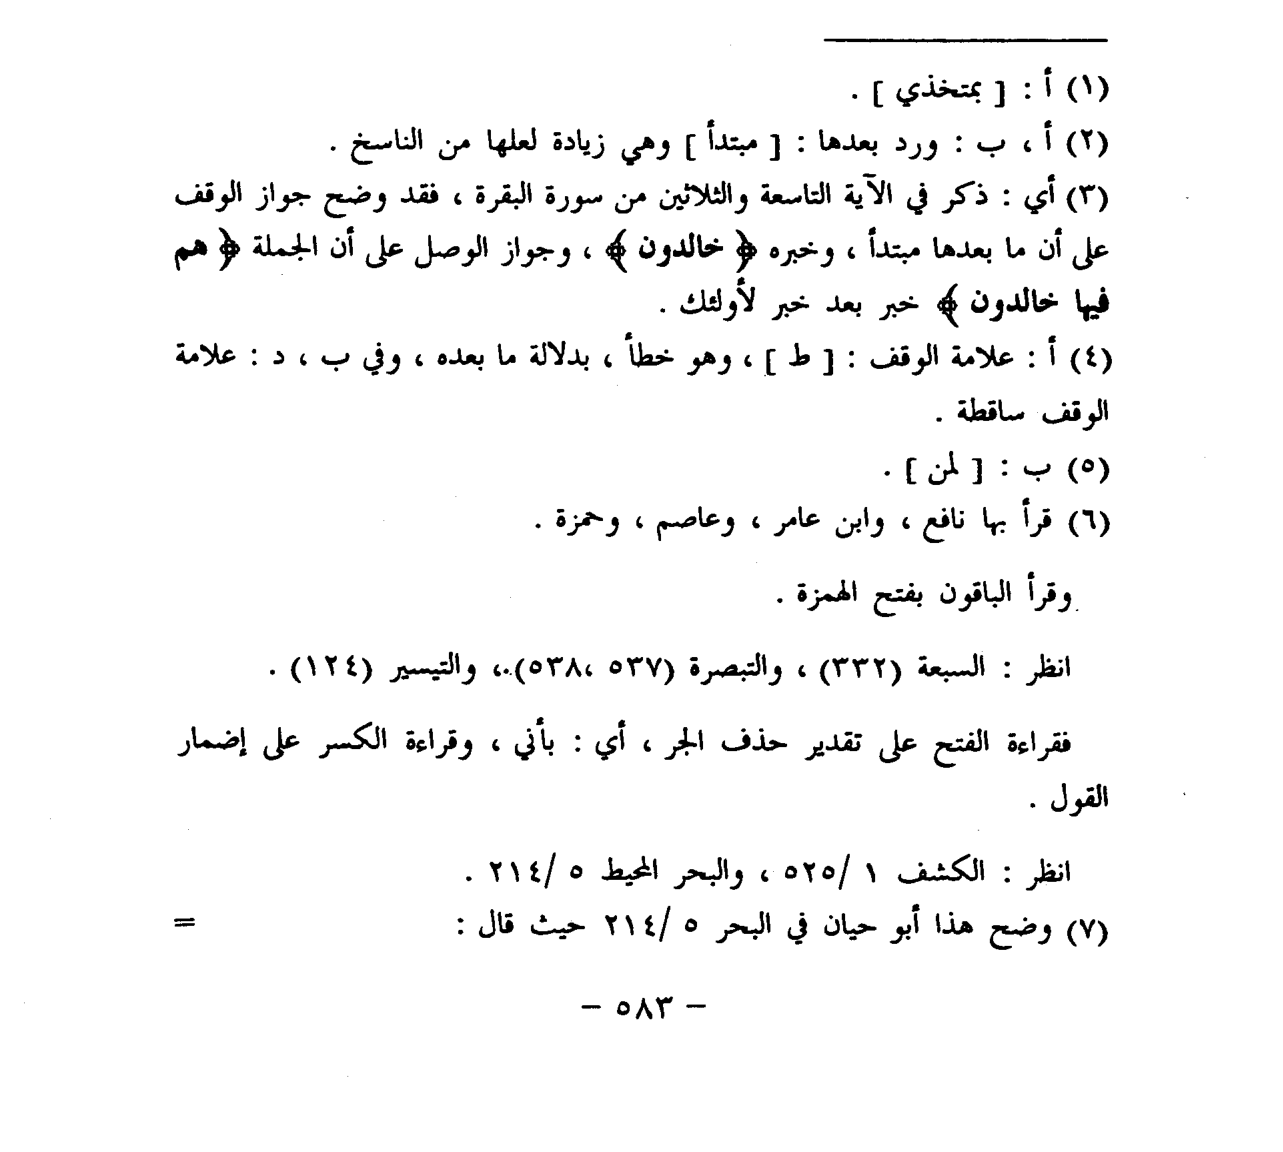 (١) أ : [ بمتخذي ] .
(٢) أ ، ب : ورد بعدها : [ مبتدأ ] وهي زيادة لعلها من الناسخ .
(٣) أي : ذكر في الآية التاسعة والثلاثين من سورة البقرة ، فقد وضح جواز الوقف
على أن ما بعدها مبتدأ ، وخبره ﴿ خالدون ﴾ ، وجواز الوصل على أن الجملة ﴿ هم
فيها خالدون ﴾ خبر بعد خبر لأولئك .
(٤) أ : علامة الوقف : [ ط ] ، وهو خطأ ، بدلالة ما بعده ، وفي ب ، د : علامة
الوقف ساقطة .
(٥) ب : [ لمن ] .
(٦) قرأ بها نافع ، وابن عامر ، وعاصم ، وحمزة .
وقرأ الباقون بفتح الهمزة .
انظر : السبعة (٣٣٢) ، والتبصرة (٥٣٧ ،٥٣٨)، والتيسير (١٢٤) .
فقراءة الفتح على تقدير حذف الجر ، أي : بأني ، وقراءة الكسر على إضمار
القول .
انظر : الكشف ١ /٥٢٥ ، والبحر المحيط ٥ /٢١٤ .
(٧) وضح هذا أبو حيان في البحر ٥ /٢١٤ حيث قال : =
– ٥٨٣ –